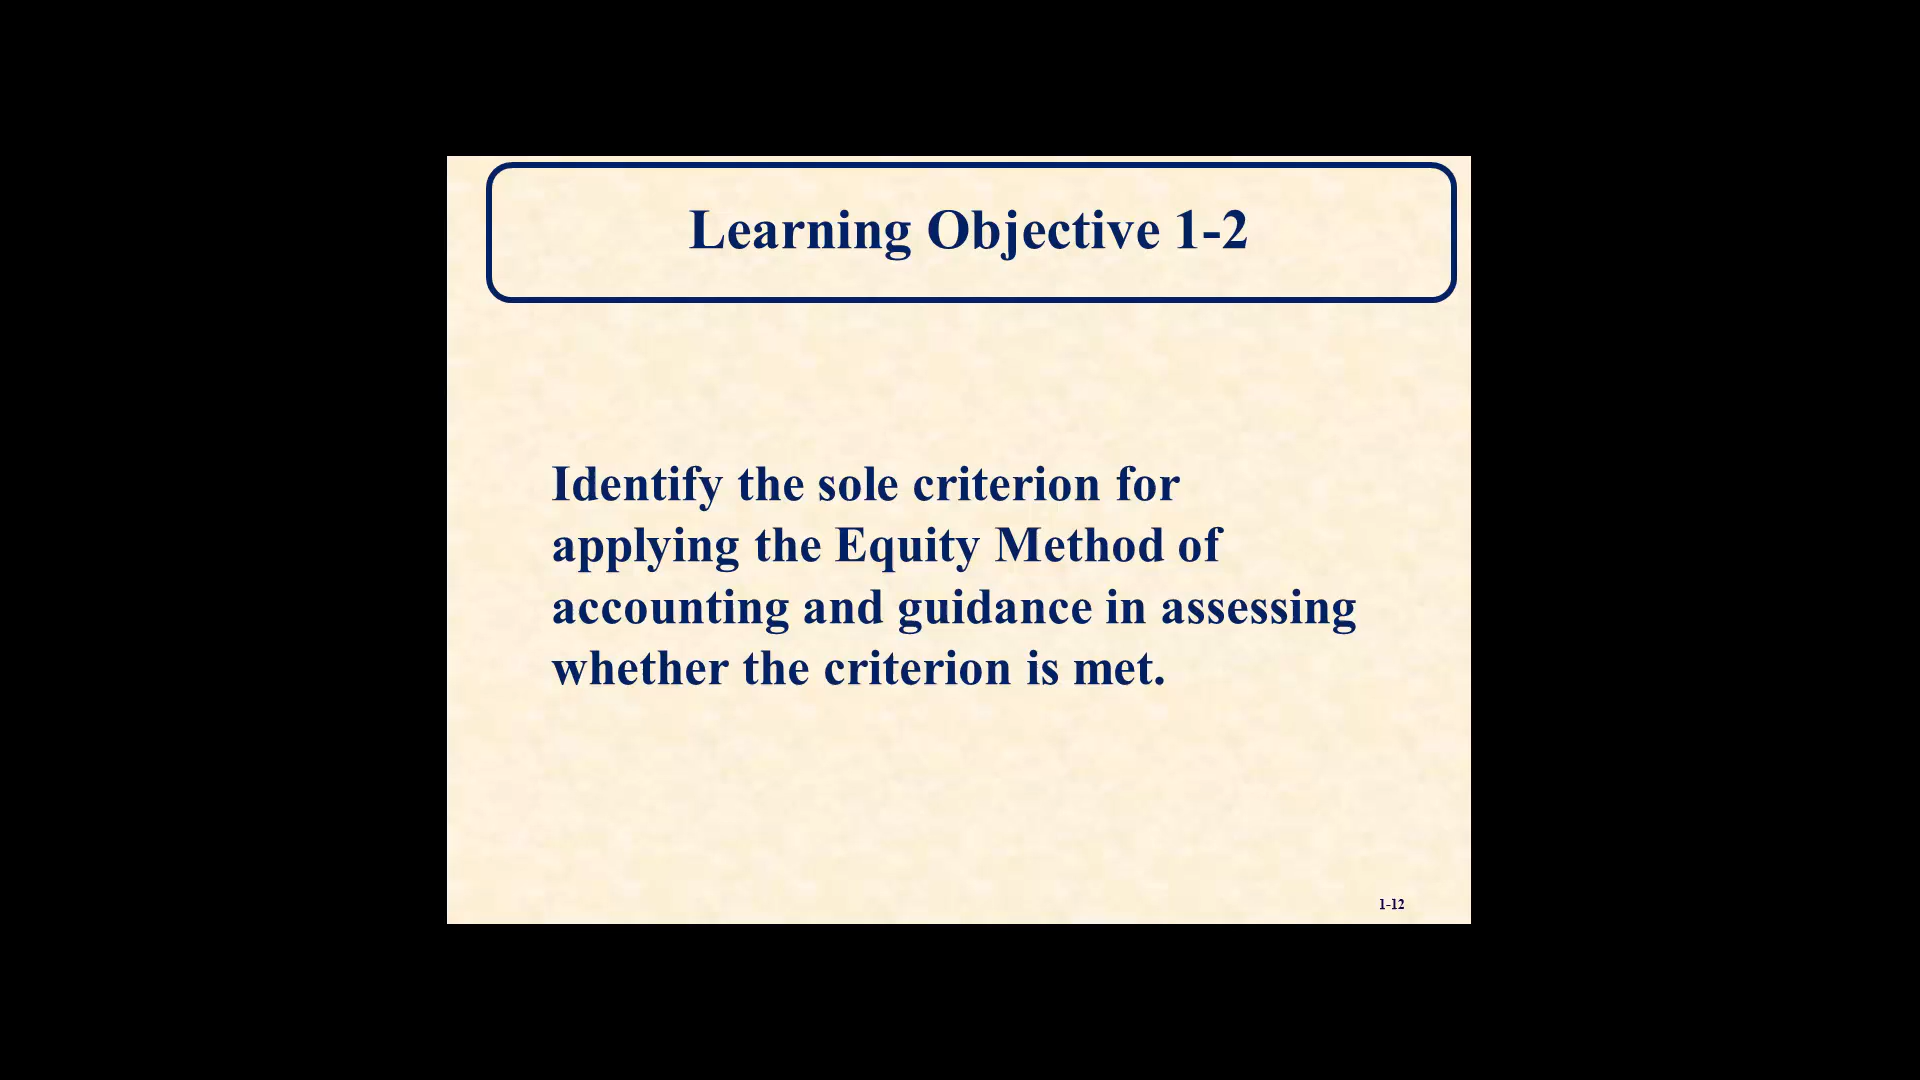 Learning Objective 1-2
Identify the sole criterion for
applying the Equity Method of
accounting and guidance in assessing
whether the criterion is met.
1-12